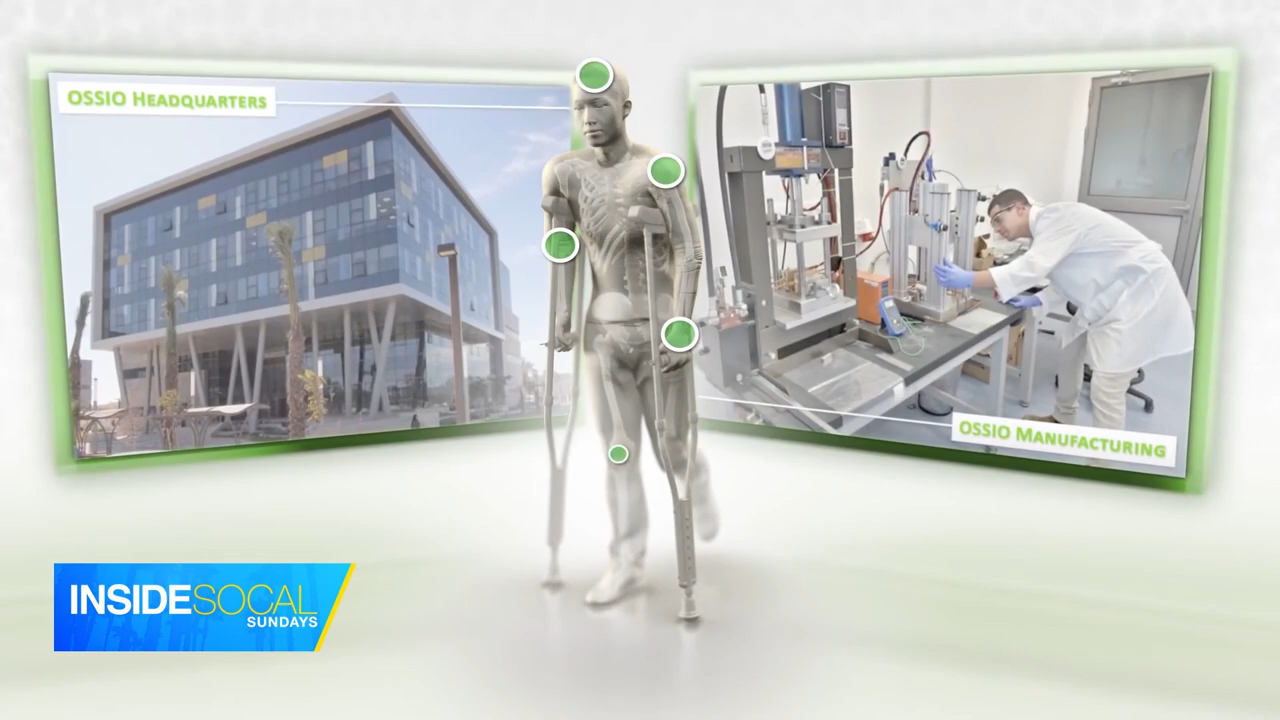 OSSIO HEADQUARTERS
OSSIO MANUFACTURING
INSIDESOCAL
SUNDAYS